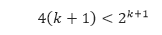 4(k + 1) < 2^{k+1}